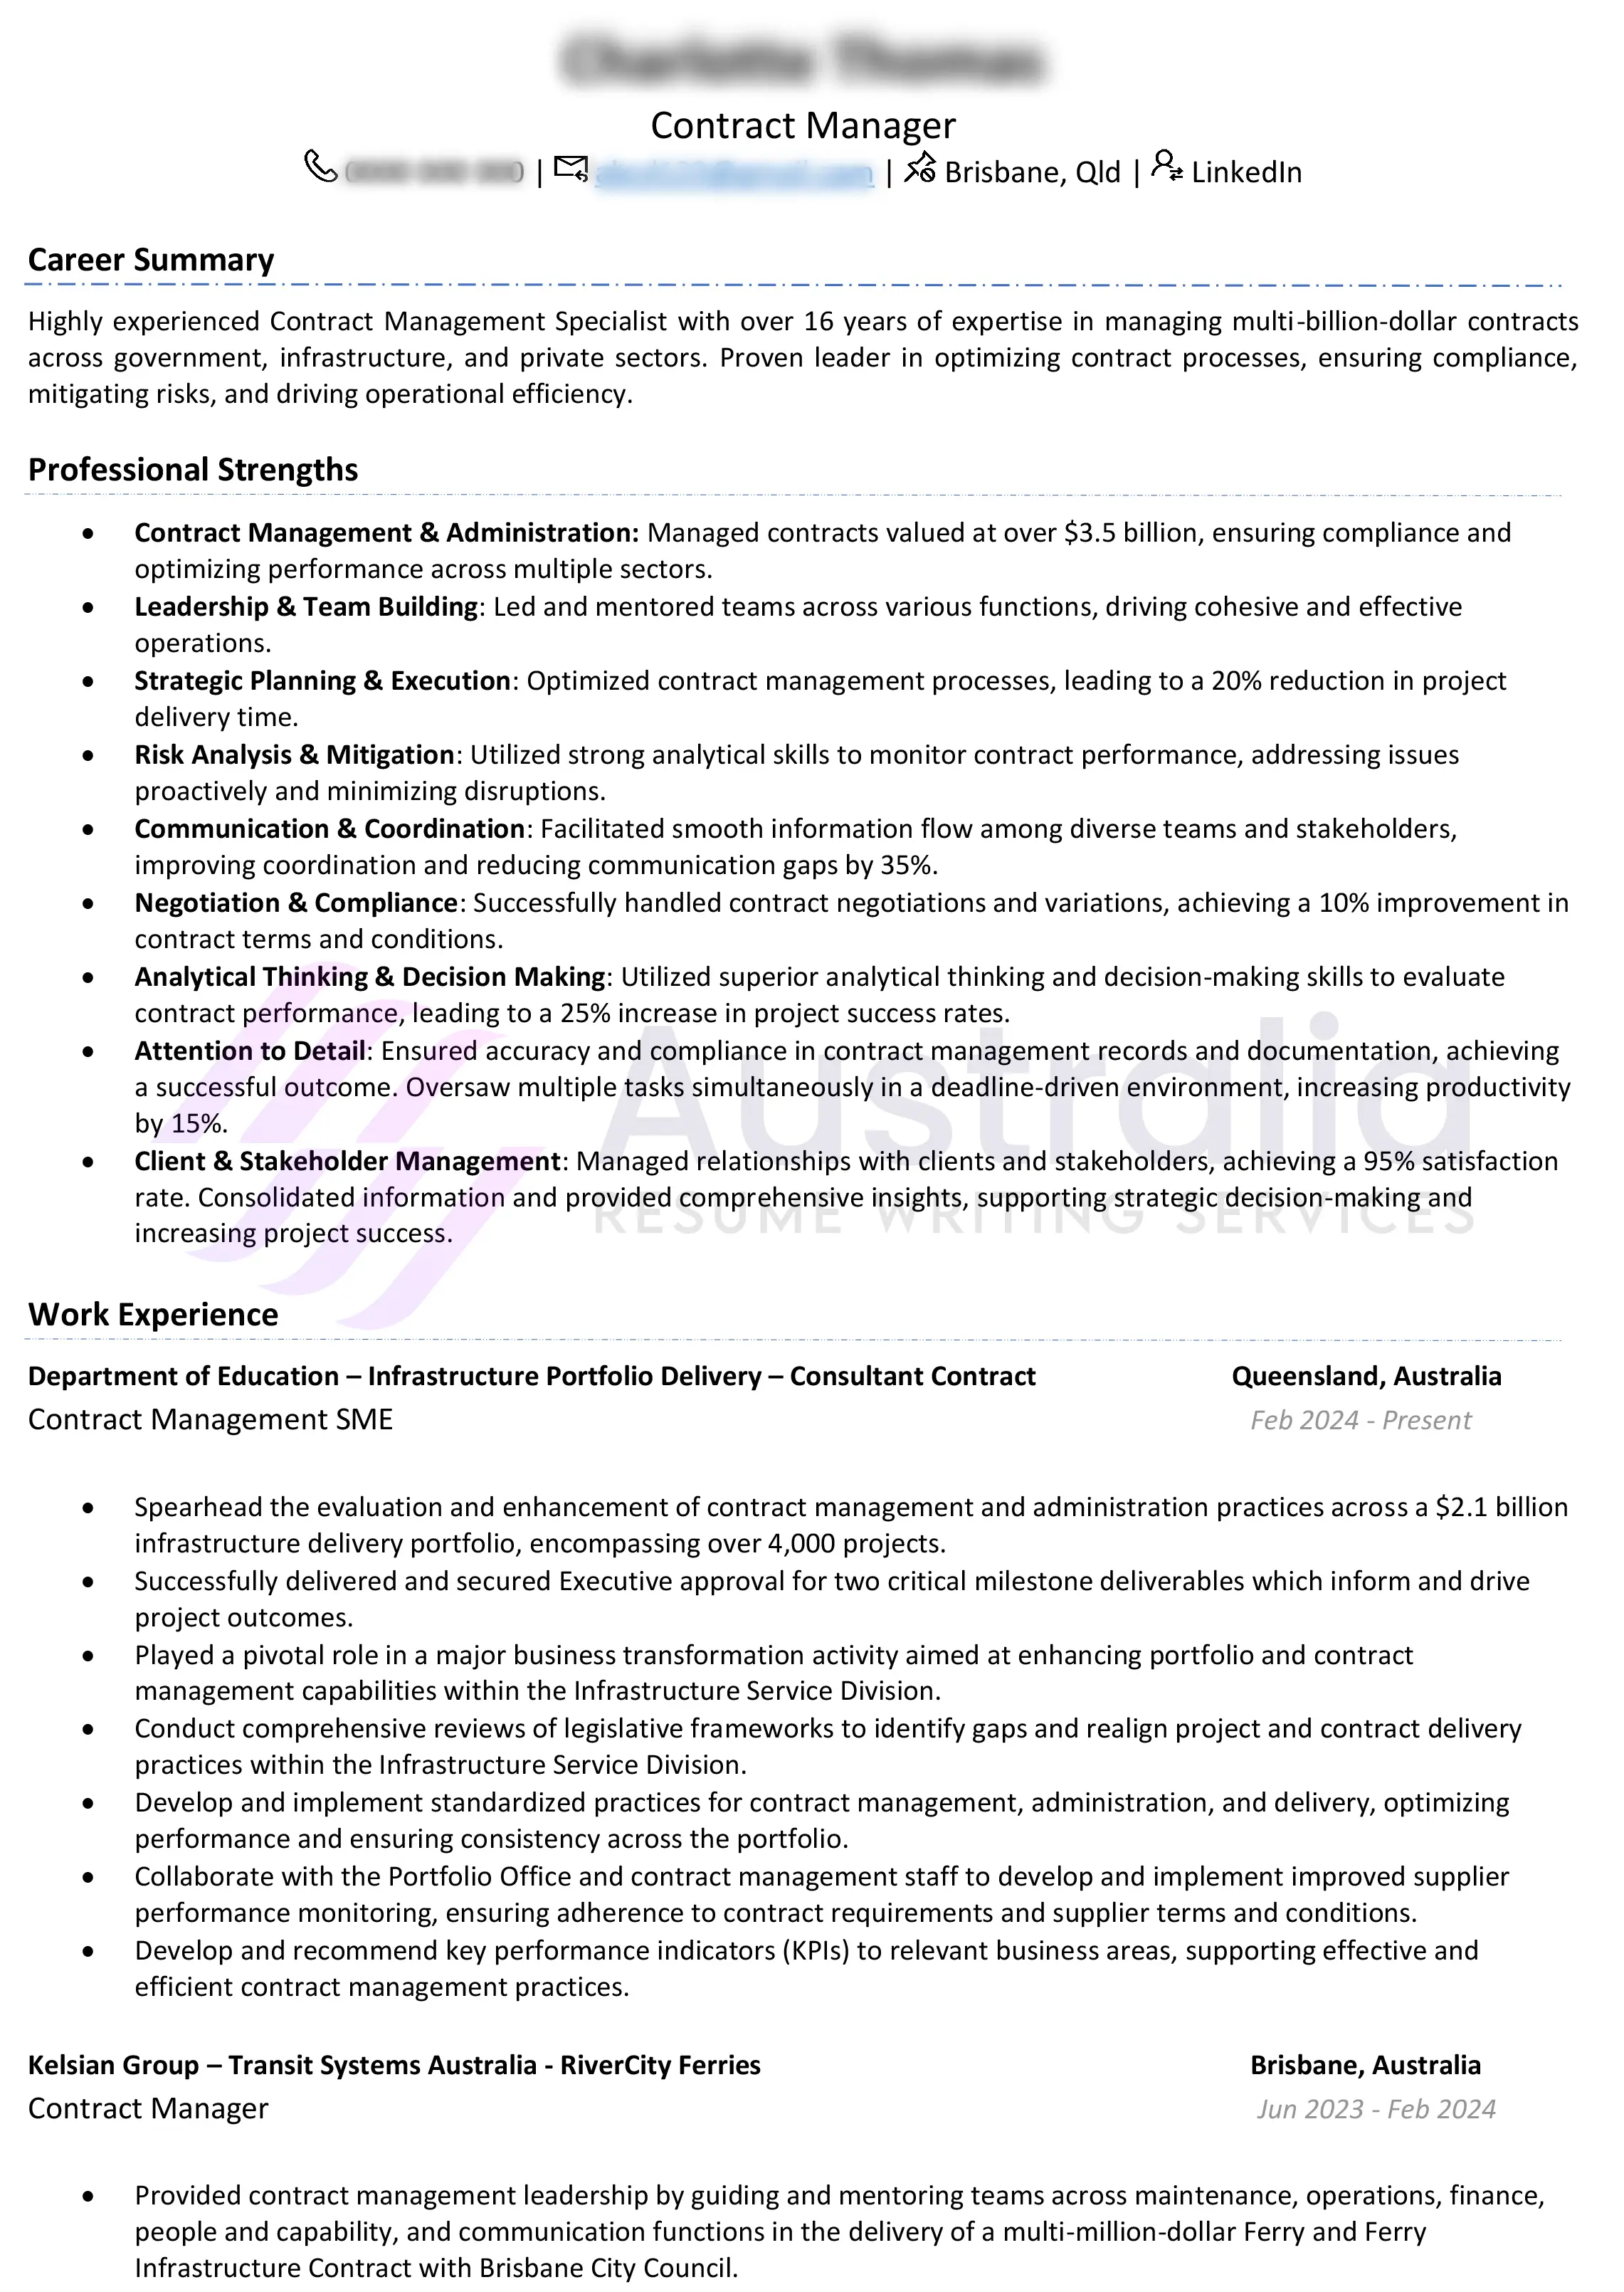 Charlotte Thomas
Contract Manager
0000 000 000 | | Brisbane, Qld | LinkedIn
Career Summary
Highly experienced Contract Management Specialist with over 16 years of expertise in managing multi-billion-dollar contracts
across government, infrastructure, and private sectors. Proven leader in optimizing contract processes, ensuring compliance,
mitigating risks, and driving operational efficiency.
Professional Strengths
• Contract Management & Administration: Managed contracts valued at over $3.5 billion, ensuring compliance and
optimizing performance across multiple sectors.
• Leadership & Team Building: Led and mentored teams across various functions, driving cohesive and effective
operations.
• Strategic Planning & Execution: Optimized contract management processes, leading to a 20% reduction in project
delivery time.
• Risk Analysis & Mitigation: Utilized strong analytical skills to monitor contract performance, addressing issues
proactively and minimizing disruptions.
• Communication & Coordination: Facilitated smooth information flow among diverse teams and stakeholders,
improving coordination and reducing communication gaps by 35%.
• Negotiation & Compliance: Successfully handled contract negotiations and variations, achieving a 10% improvement in
contract terms and conditions.
• Analytical Thinking & Decision Making: Utilized superior analytical thinking and decision-making skills to evaluate
contract performance, leading to a 25% increase in project success rates.
• Attention to Detail: Ensured accuracy and compliance in contract management records and documentation, achieving
a successful outcome. Oversaw multiple tasks simultaneously in a deadline-driven environment, increasing productivity
by 15%.
• Client & Stakeholder Management: Managed relationships with clients and stakeholders, achieving a 95% satisfaction
rate. Consolidated information and provided comprehensive insights, supporting strategic decision-making and
increasing project success.
Australia
RESUME WRITING SERVICES
Work Experience
Department of Education – Infrastructure Portfolio Delivery – Consultant Contract Queensland, Australia
Contract Management SME Feb 2024 - Present
• Spearhead the evaluation and enhancement of contract management and administration practices across a $2.1 billion
infrastructure delivery portfolio, encompassing over 4,000 projects.
• Successfully delivered and secured Executive approval for two critical milestone deliverables which inform and drive
project outcomes.
• Played a pivotal role in a major business transformation activity aimed at enhancing portfolio and contract
management capabilities within the Infrastructure Service Division.
• Conduct comprehensive reviews of legislative frameworks to identify gaps and realign project and contract delivery
practices within the Infrastructure Service Division.
• Develop and implement standardized practices for contract management, administration, and delivery, optimizing
performance and ensuring consistency across the portfolio.
• Collaborate with the Portfolio Office and contract management staff to develop and implement improved supplier
performance monitoring, ensuring adherence to contract requirements and supplier terms and conditions.
• Develop and recommend key performance indicators (KPIs) to relevant business areas, supporting effective and
efficient contract management practices.
Kelsian Group – Transit Systems Australia - RiverCity Ferries Brisbane, Australia
Contract Manager Jun 2023 - Feb 2024
• Provided contract management leadership by guiding and mentoring teams across maintenance, operations, finance,
people and capability, and communication functions in the delivery of a multi-million-dollar Ferry and Ferry
Infrastructure Contract with Brisbane City Council.